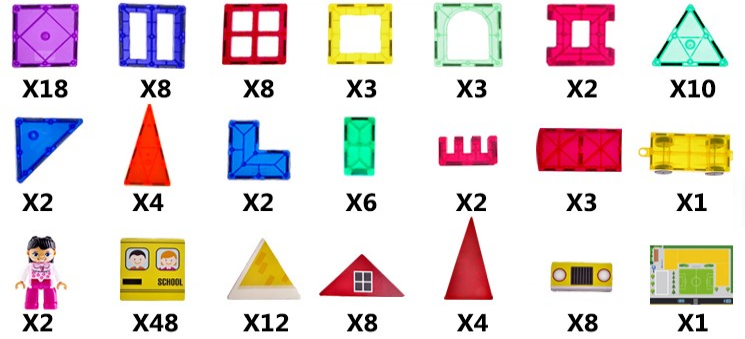 X18 X8 X8 X3 X3 X2 X10
X2 X4 X2 X6 X2 X3 X1
SCHOOL
X2 X48 X12 X8 X4 X8 X1